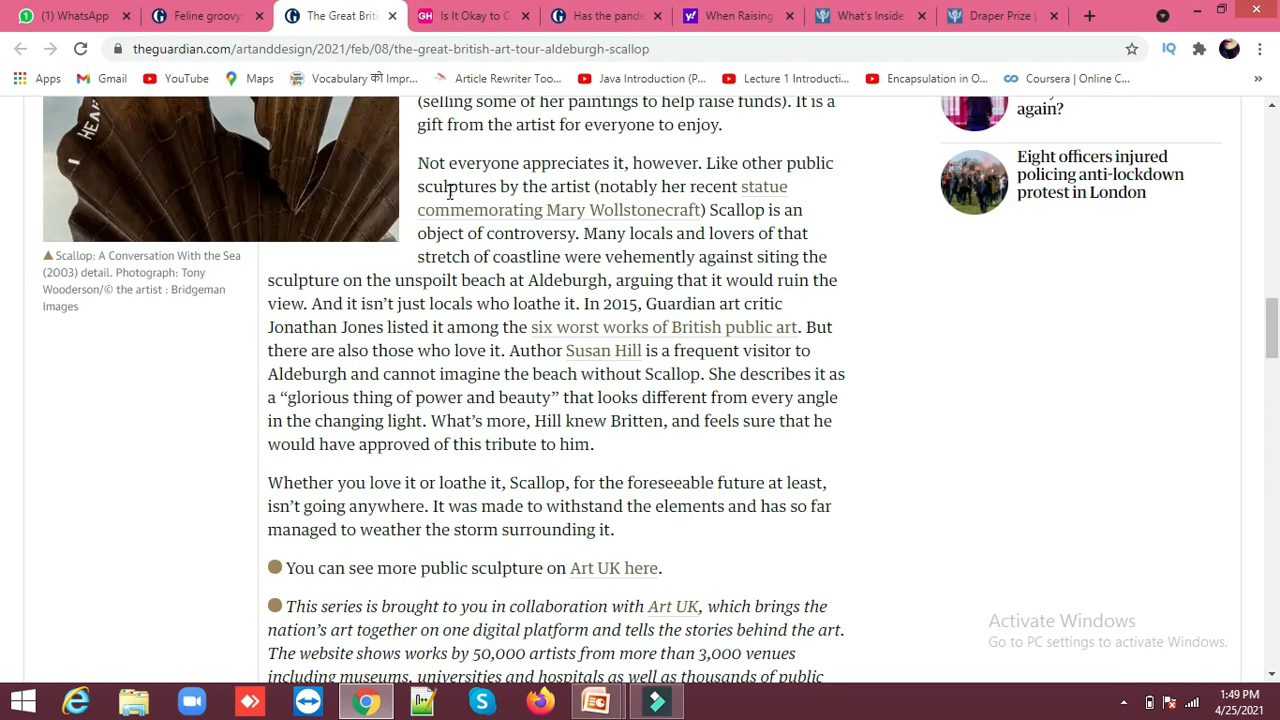 (1) WhatsApp
Feline groovy:
The Great Brit
Is It Okay to C
Has the pande
When Raising
What's Inside
Draper Prize |
theguardian.com/artanddesign/2021/feb/08/the-great-british-art-tour-aldeburgh-scallop
Apps
Gmail
YouTube
Maps
Vocabulary को Impr...
Article Rewriter Too...
Java Introduction (P...
Lecture 1 Introducti...
Encapsulation in O...
Coursera | Online C...
HEAR
(selling some of her paintings to help raise funds). It is a
gift from the artist for everyone to enjoy.
Not everyone appreciates it, however. Like other public
sculptures by the artist (notably her recent statue
commemorating Mary Wollstonecraft) Scallop is an
object of controversy. Many locals and lovers of that
stretch of coastline were vehemently against siting the
sculpture on the unspoilt beach at Aldeburgh, arguing that it would ruin the
view. And it isn't just locals who loathe it. In 2015, Guardian art critic
Jonathan Jones listed it among the six worst works of British public art. But
there are also those who love it. Author Susan Hill is a frequent visitor to
Aldeburgh and cannot imagine the beach without Scallop. She describes it as
a “glorious thing of power and beauty” that looks different from every angle
in the changing light. What's more, Hill knew Britten, and feels sure that he
would have approved of this tribute to him.
Whether you love it or loathe it, Scallop, for the foreseeable future at least,
isn't going anywhere. It was made to withstand the elements and has so far
managed to weather the storm surrounding it.
You can see more public sculpture on Art UK here.
This series is brought to you in collaboration with Art UK, which brings the
nation's art together on one digital platform and tells the stories behind the art.
The website shows works by 50,000 artists from more than 3,000 venues
including museums, universities and hospitals as well as thousands of public
Scallop: A Conversation With the Sea
(2003) detail. Photograph: Tony
Wooderson/© the artist : Bridgeman
Images
again?
Eight officers injured
policing anti-lockdown
protest in London
Activate Windows
Go to PC settings to activate Windows.
1:49 PM
4/25/2021